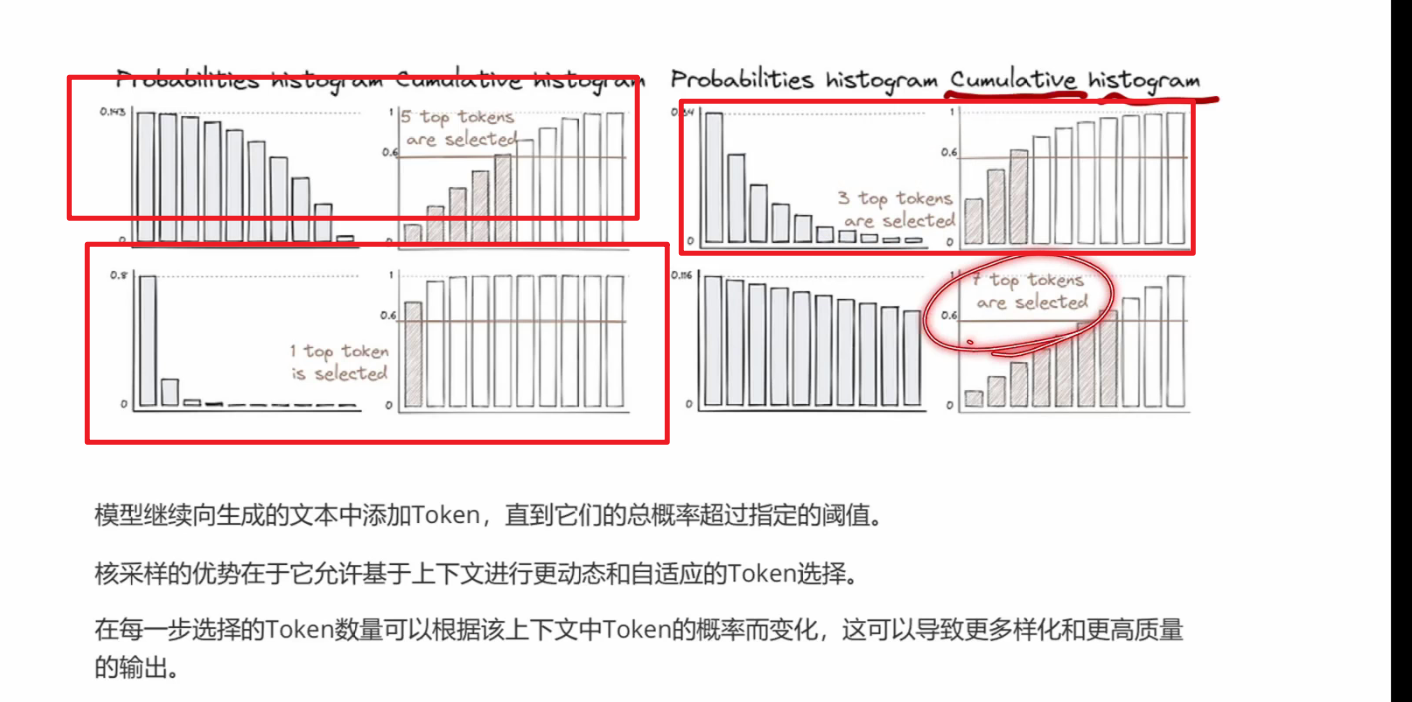 Probabilities histogram Cumulative histogram Probabilities histogram Cumulative histogram
0.143
0
1
0.6
5 top tokens
are selected
0
1
0.6
0
3 top tokens
are selected
0.8
0
1
0.6
0
1 top token
is selected
0.116
0
0.6
0
7 top tokens
are selected
模型继续向生成的文本中添加Token，直到它们的总概率超过指定的阈值。
核采样的优势在于它允许基于上下文进行更动态和自适应的Token选择。
在每一步选择的Token数量可以根据该上下文中Token的概率而变化，这可以导致更多样化和更高质量
的输出。